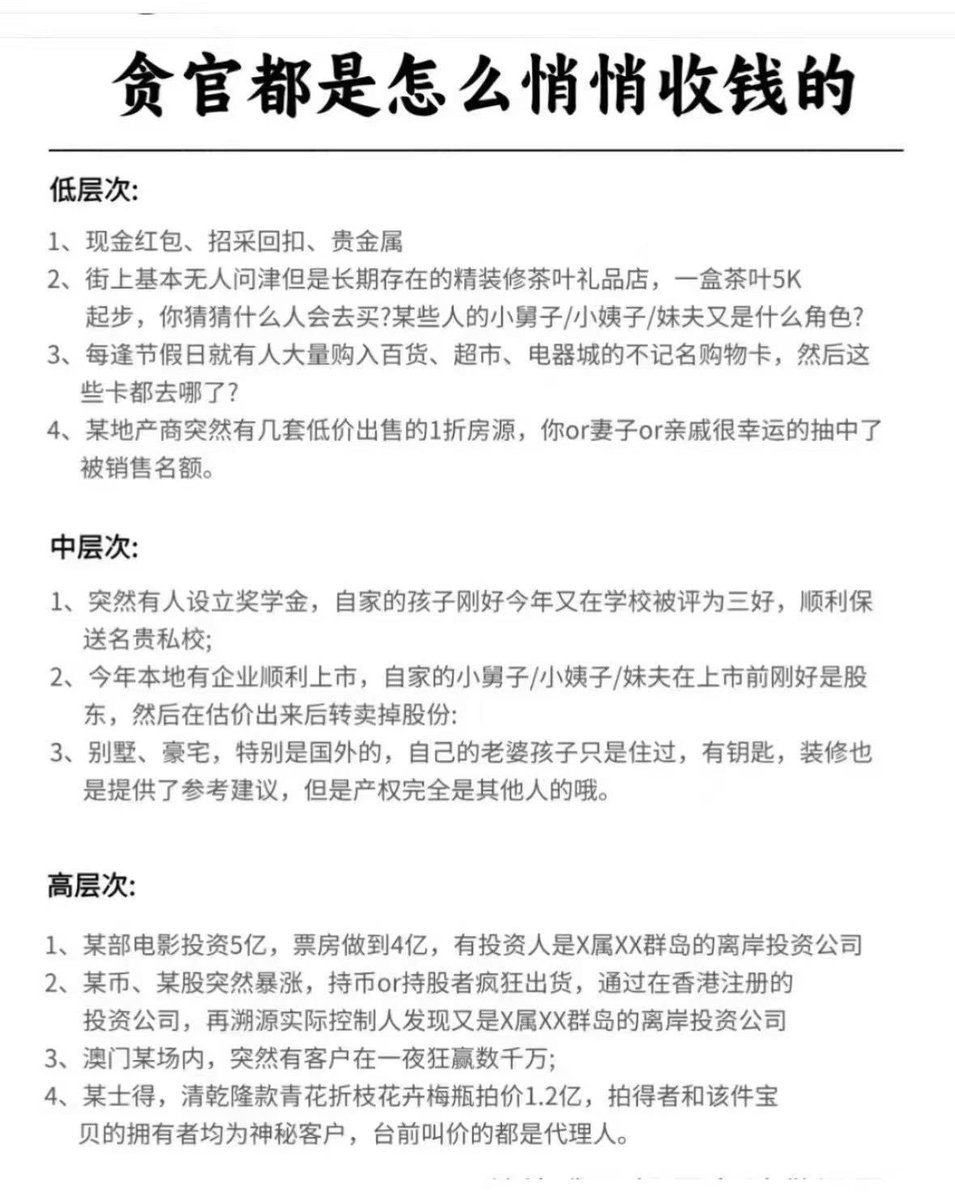 贪官都是怎么悄悄收钱的
低层次:
1、现金红包、招采回扣、贵金属
2、街上基本无人问津但是长期存在的精装修茶叶礼品店，一盒茶叶5K
起步，你猜猜什么人会去买?某些人的小舅子/小姨子/妹夫又是什么角色?
3、每逢节假日就有人大量购入百货、超市、电器城的不记名购物卡，然后这
些卡都去哪了?
4、某地产商突然有几套低价出售的1折房源，你or妻子or亲戚很幸运的抽中了
被销售名额。
中层次:
1、突然有人设立奖学金，自家的孩子刚好今年又在学校被评为三好，顺利保
送名贵私校;
2、今年本地有企业顺利上市，自家的小舅子/小姨子/妹夫在上市前刚好是股
东，然后在估价出来后转卖掉股份:
3、别墅、豪宅，特别是国外的，自己的老婆孩子只是住过，有钥匙，装修也
是提供了参考建议，但是产权完全是其他人的哦。
高层次:
1、某部电影投资5亿，票房做到4亿，有投资人是X属XX群岛的离岸投资公司
2、某币、某股突然暴涨，持币or持股者疯狂出货，通过在香港注册的
投资公司，再溯源实际控制人发现又是X属XX群岛的离岸投资公司
3、澳门某场内，突然有客户在一夜狂赢数千万;
4、某士得，清乾隆款青花折枝花卉梅瓶拍价1.2亿，拍得者和该件宝
贝的拥有者均为神秘客户，台前叫价的都是代理人。